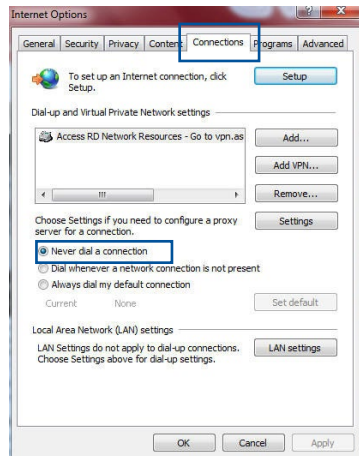 Internet Options
General Security Privacy Content Connections Programs Advanced
To set up an Internet connection, click
Setup.
Setup
Dial-up and Virtual Private Network settings
Access RD Network Resources - Go to vpn.as
Add...
Add VPN...
Remove...
Choose Settings if you need to configure a proxy
server for a connection.
Settings
Never dial a connection
Dial whenever a network connection is not present
Always dial my default connection
Current None
Set default
Local Area Network (LAN) settings
LAN Settings do not apply to dial-up connections.
Choose Settings above for dial-up settings.
LAN settings
OK Cancel Apply